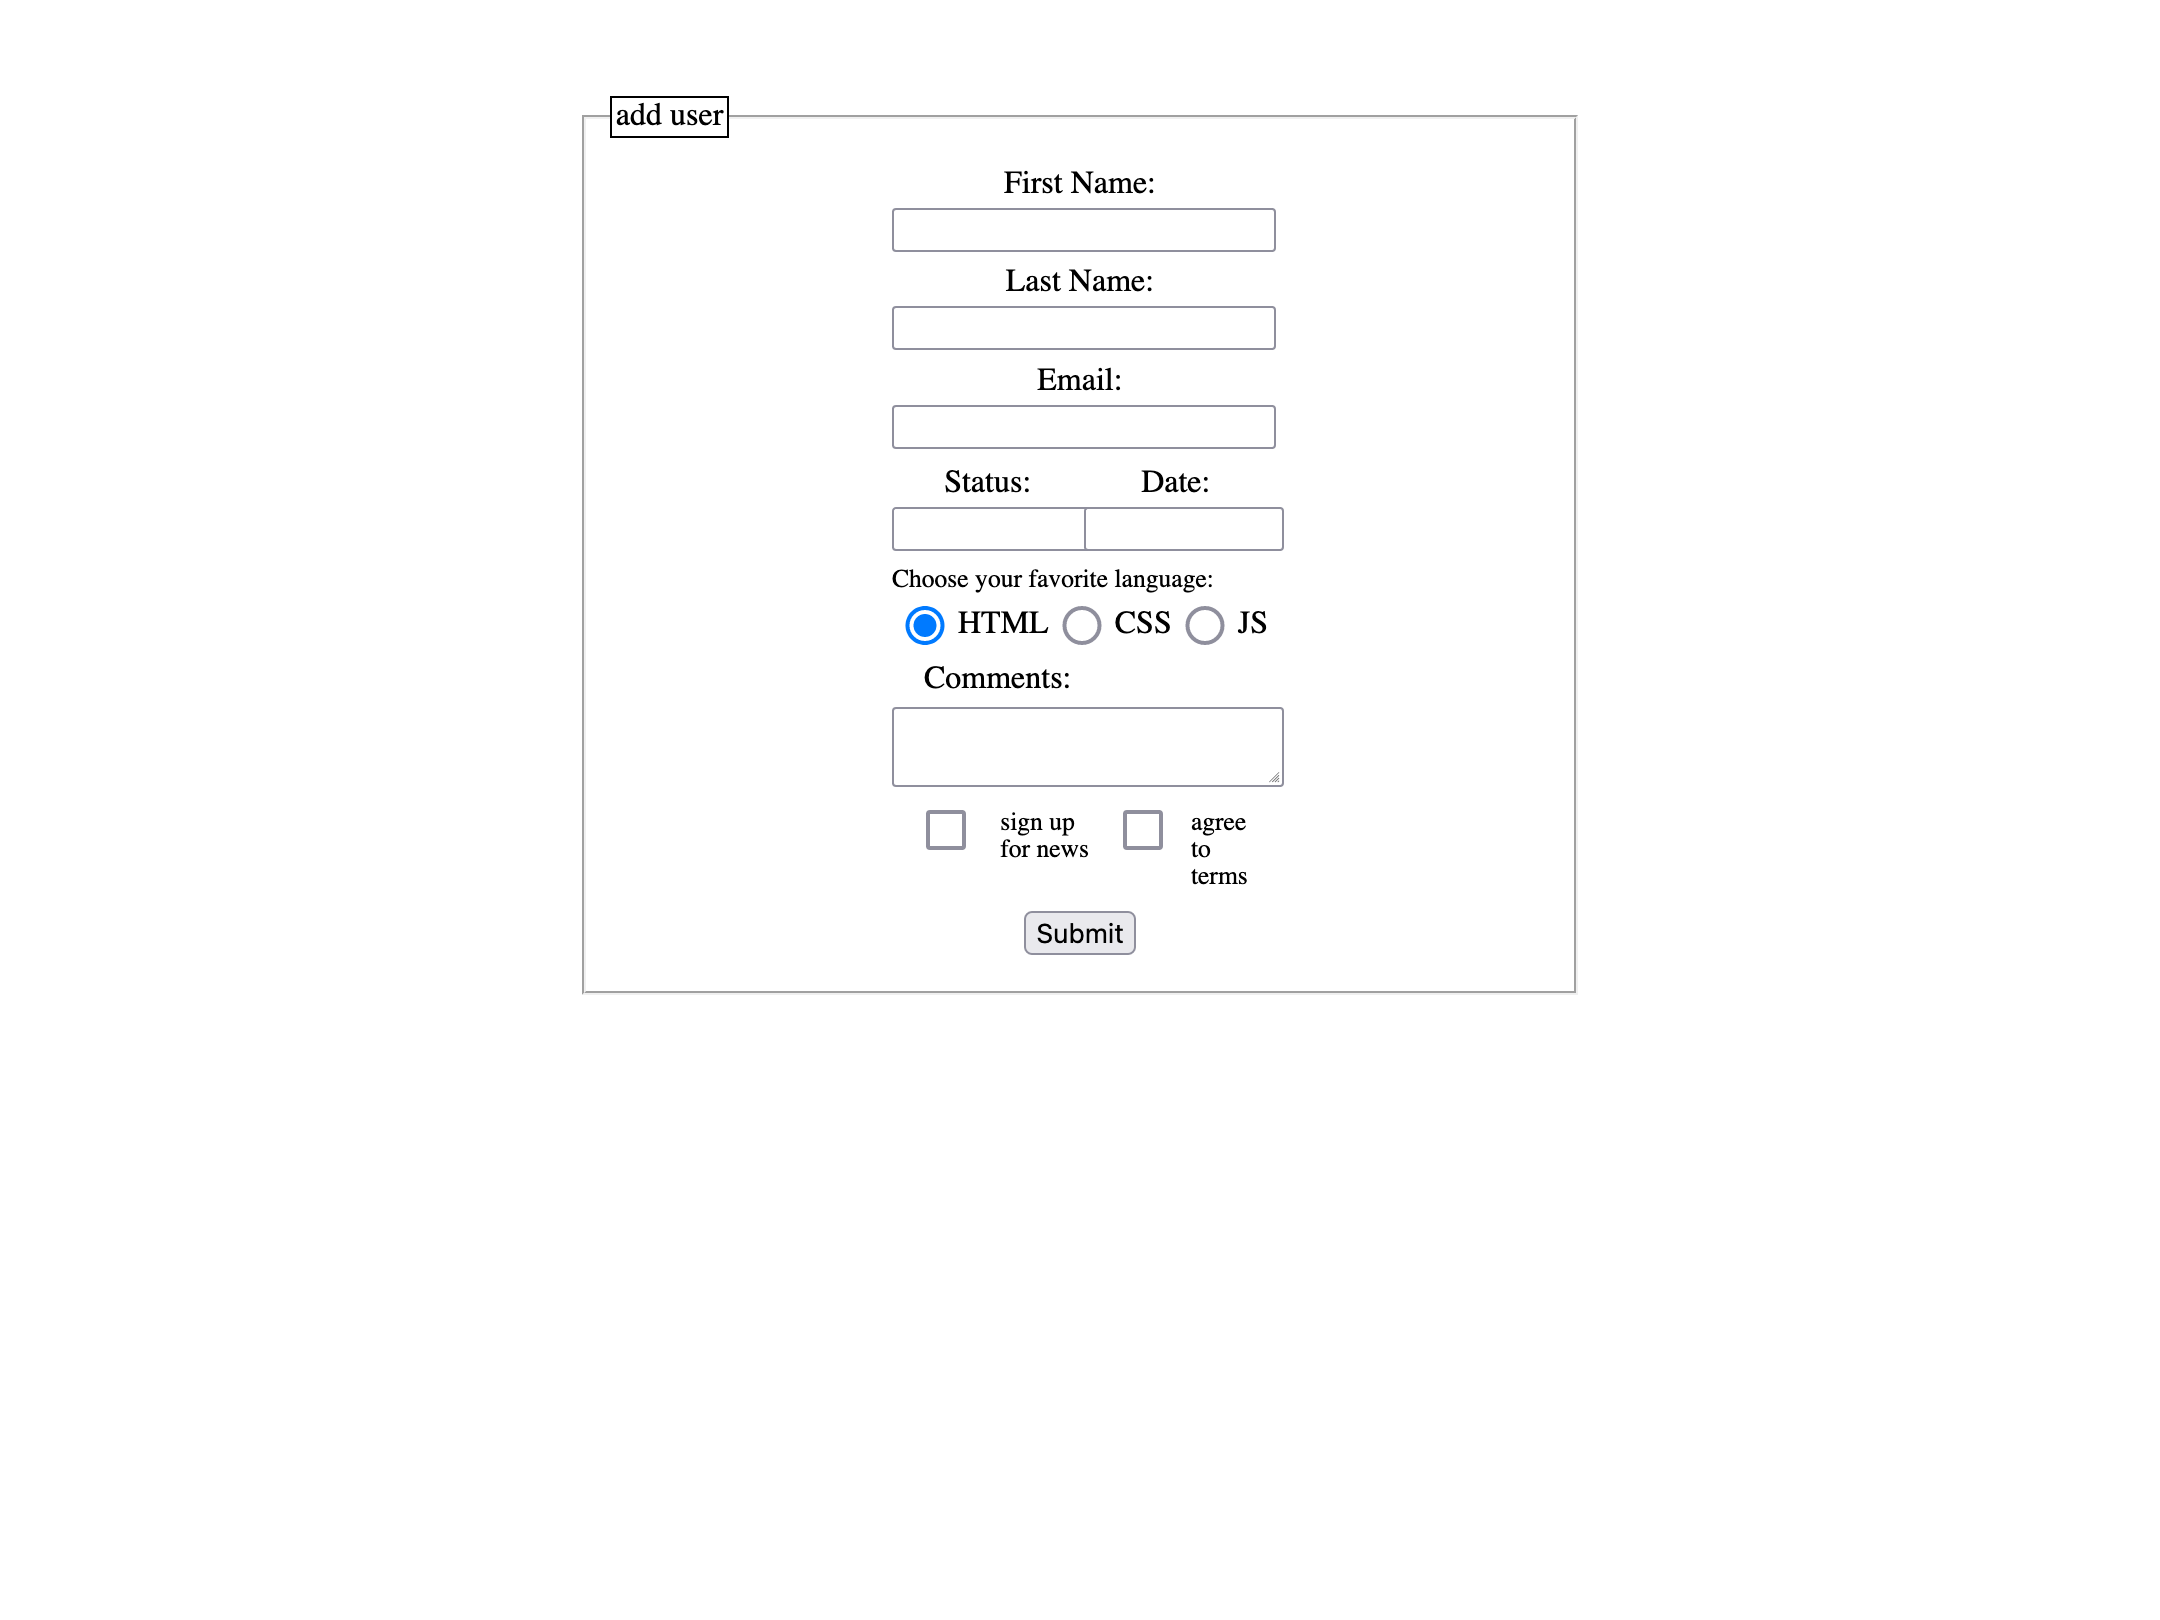 add user
First Name:
Last Name:
Email:
Status: Date:
Choose your favorite language:
HTML CSS JS
Comments:
sign up
for news
agree
to
terms
Submit